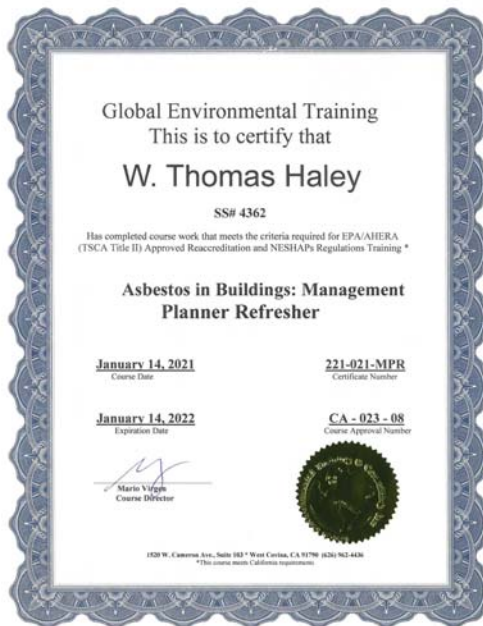 Global Environmental Training
This is to certify that
W. Thomas Haley
SS# 4362
Has completed course work that meets the criteria required for EPA/AHERA
(TSCA Title II) Approved Reaccreditation and NESHAPs Regulations Training *
Asbestos in Buildings: Management
Planner Refresher
January 14, 2021
Course Date
221-021-MPR
Certificate Number
January 14, 2022
Expiration Date
CA - 023 - 08
Course Approval Number
Mario Virgen
Course Director
1520 W. Cameron Ave., Suite 103 * West Covina, CA 91790 (626) 962-4436
*This course meets California requirements